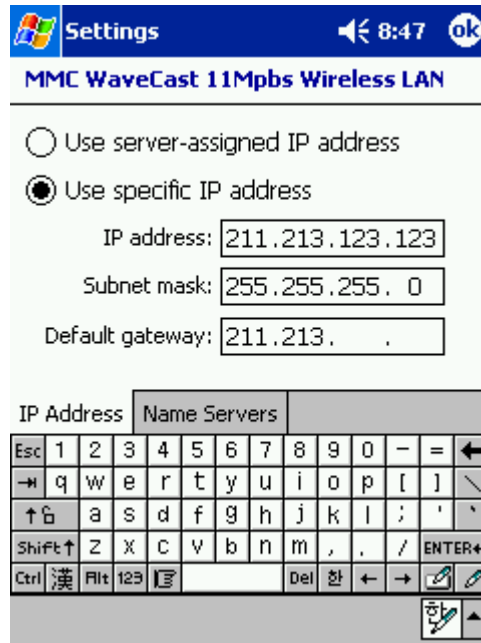 Settings 8:47 ok
MMC WaveCast 11Mpbs Wireless LAN
Use server-assigned IP address
Use specific IP address
IP address: 211.213.123.123
Subnet mask: 255.255.255. 0
Default gateway: 211.213. .
IP Address Name Servers
Esc 1 2 3 4 5 6 7 8 9 0 - =
q w e r t y u i o p [ ] \
a s d f g h j k l ; ' `
Shift z x c v b n m , . / ENTER
Ctrl 漢 Alt 123 Del 한
한